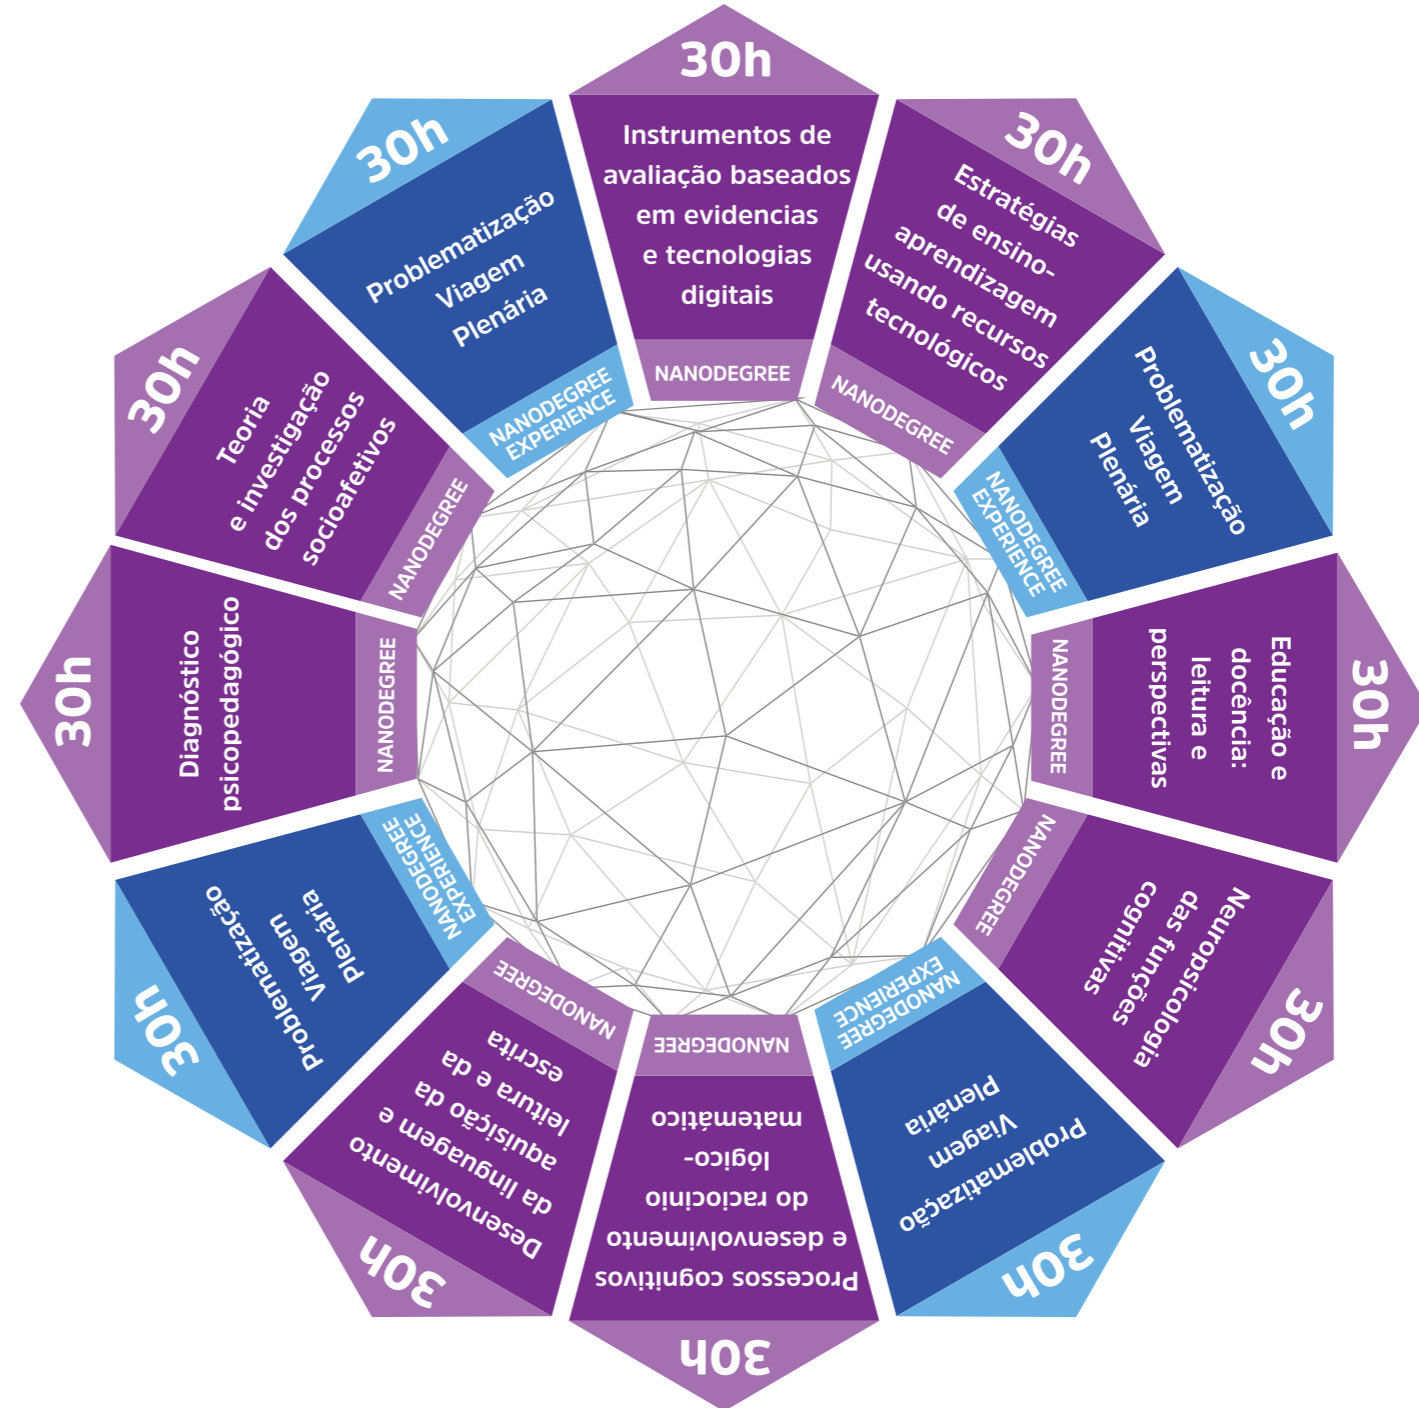 30h
Instrumentos de
avaliação baseados
em evidencias
e tecnologias
digitais
NANODEGREE
30h
Estratégias
de ensino-
aprendizagem
usando recursos
tecnológicos
NANODEGREE
30h
Problematização
Viagem
Plenária
NANODEGREE
EXPERIENCE
30h
Educação e
docência:
leitura e
perspectivas
NANODEGREE
30h
Neuropsicologia
das funções
cognitivas
NANODEGREE
30h
Problematização
Viagem
Plenária
NANODEGREE
EXPERIENCE
30h
Processos cognitivos
e desenvolvimento
do raciocínio
lógico-
matemático
NANODEGREE
30h
Desenvolvimento
da linguagem e
aquisição da
leitura e da
escrita
NANODEGREE
30h
Problematização
Viagem
Plenária
NANODEGREE
EXPERIENCE
30h
Diagnóstico
psicopedagógico
NANODEGREE
30h
Teoria
e investigação
dos processos
socioafetivos
NANODEGREE
30h
Problematização
Viagem
Plenária
NANODEGREE
EXPERIENCE